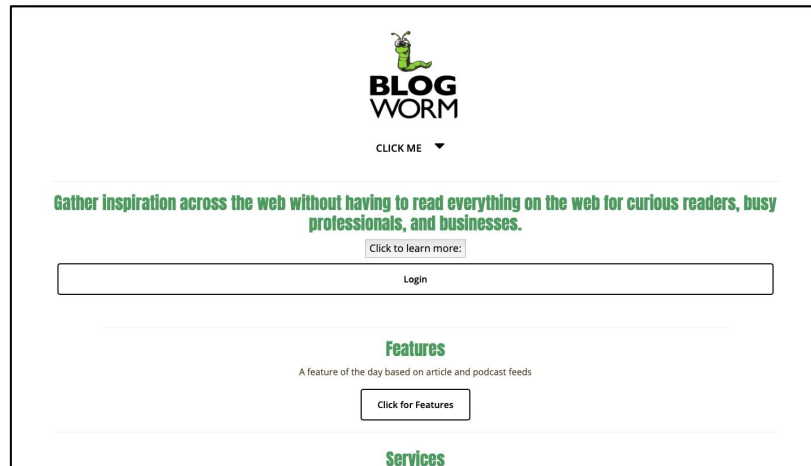 BLOG
WORM
CLICK ME
Gather inspiration across the web without having to read everything on the web for curious readers, busy
professionals, and businesses.
Click to learn more:
Login
Features
A feature of the day based on article and podcast feeds
Click for Features
Services